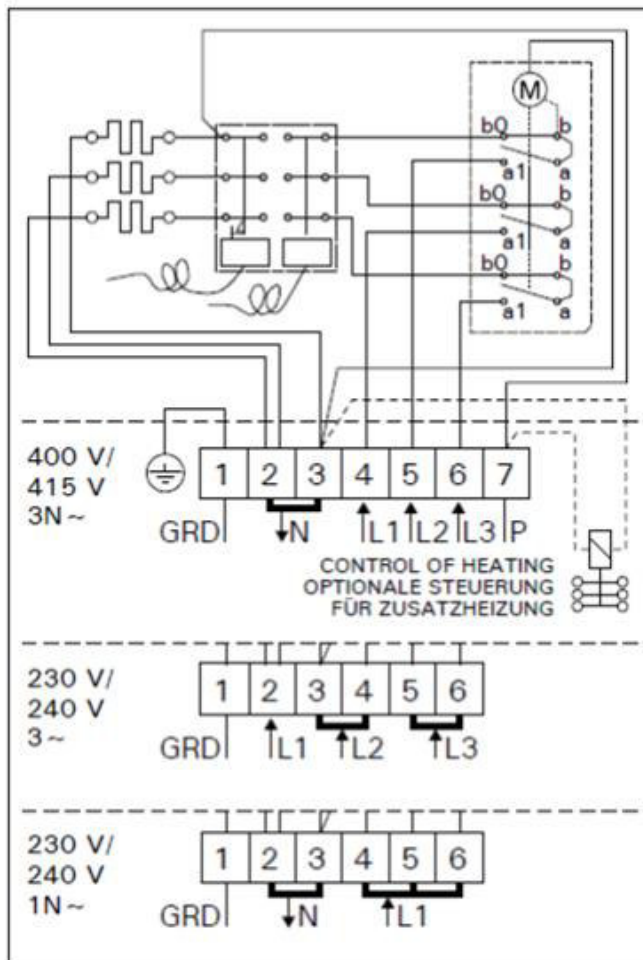 M
b0 b
a1 a
b0 b
a1 a
b0 b
a1 a
400 V/
415 V
3N~
1 2 3 4 5 6 7
GRD N L1 L2 L3 P
CONTROL OF HEATING
OPTIONALE STEUERUNG
FÜR ZUSATZHEIZUNG
230 V/
240 V
3~
1 2 3 4 5 6
GRD L1 L2 L3
230 V/
240 V
1N~
1 2 3 4 5 6
GRD N L1